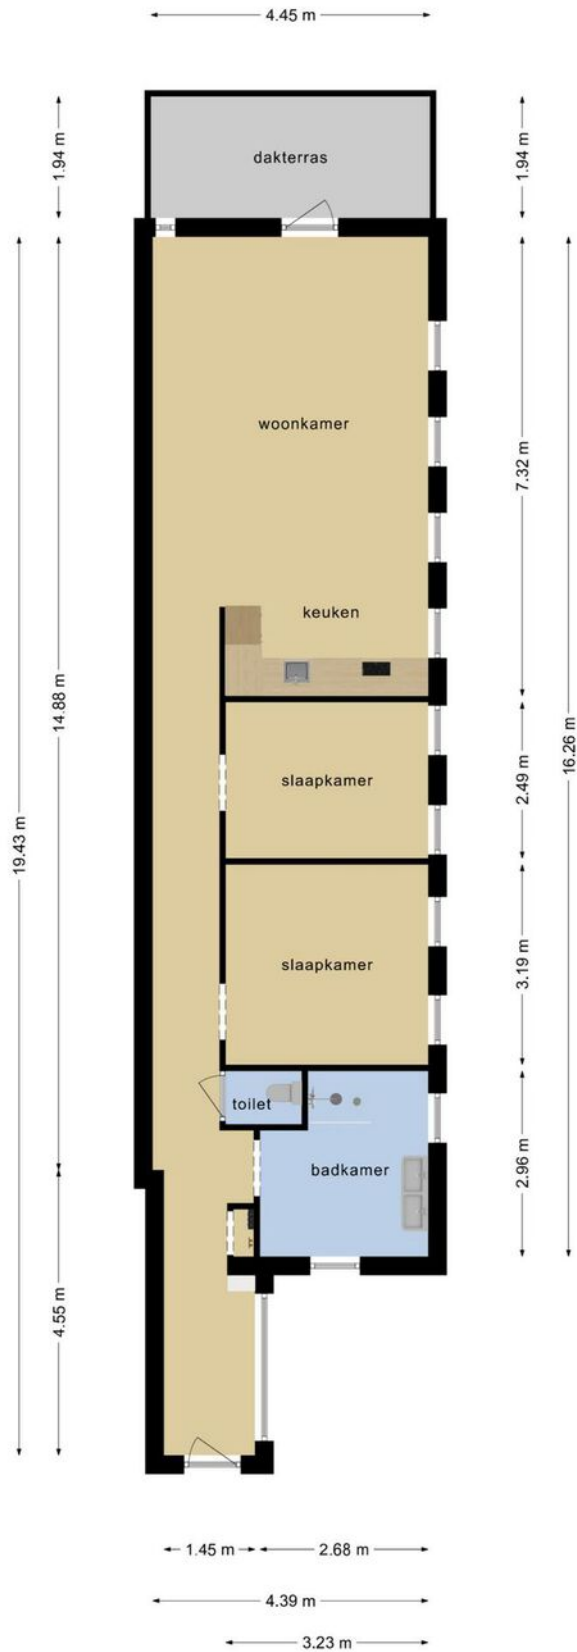 4.45 m
1.94 m
1.94 m
dakterras
woonkamer
7.32 m
keuken
14.88 m
16.26 m
slaapkamer
2.49 m
19.43 m
slaapkamer
3.19 m
toilet
badkamer
2.96 m
4.55 m
1.45 m
2.68 m
4.39 m
3.23 m